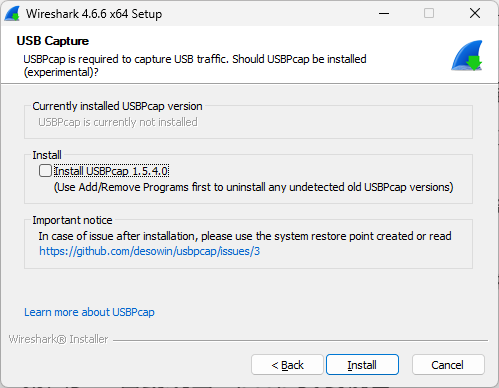 Wireshark 4.6.6 x64 Setup
USB Capture
USBPcap is required to capture USB traffic. Should USBPcap be installed
(experimental)?
Currently installed USBPcap version
USBPcap is currently not installed
Install
Install USBPcap 1.5.4.0
(Use Add/Remove Programs first to uninstall any undetected old USBPcap versions)
Important notice
In case of issue after installation, please use the system restore point created or read
https://github.com/desowin/usbpcap/issues/3
Learn more about USBPcap
Wireshark® Installer
< Back
Install
Cancel